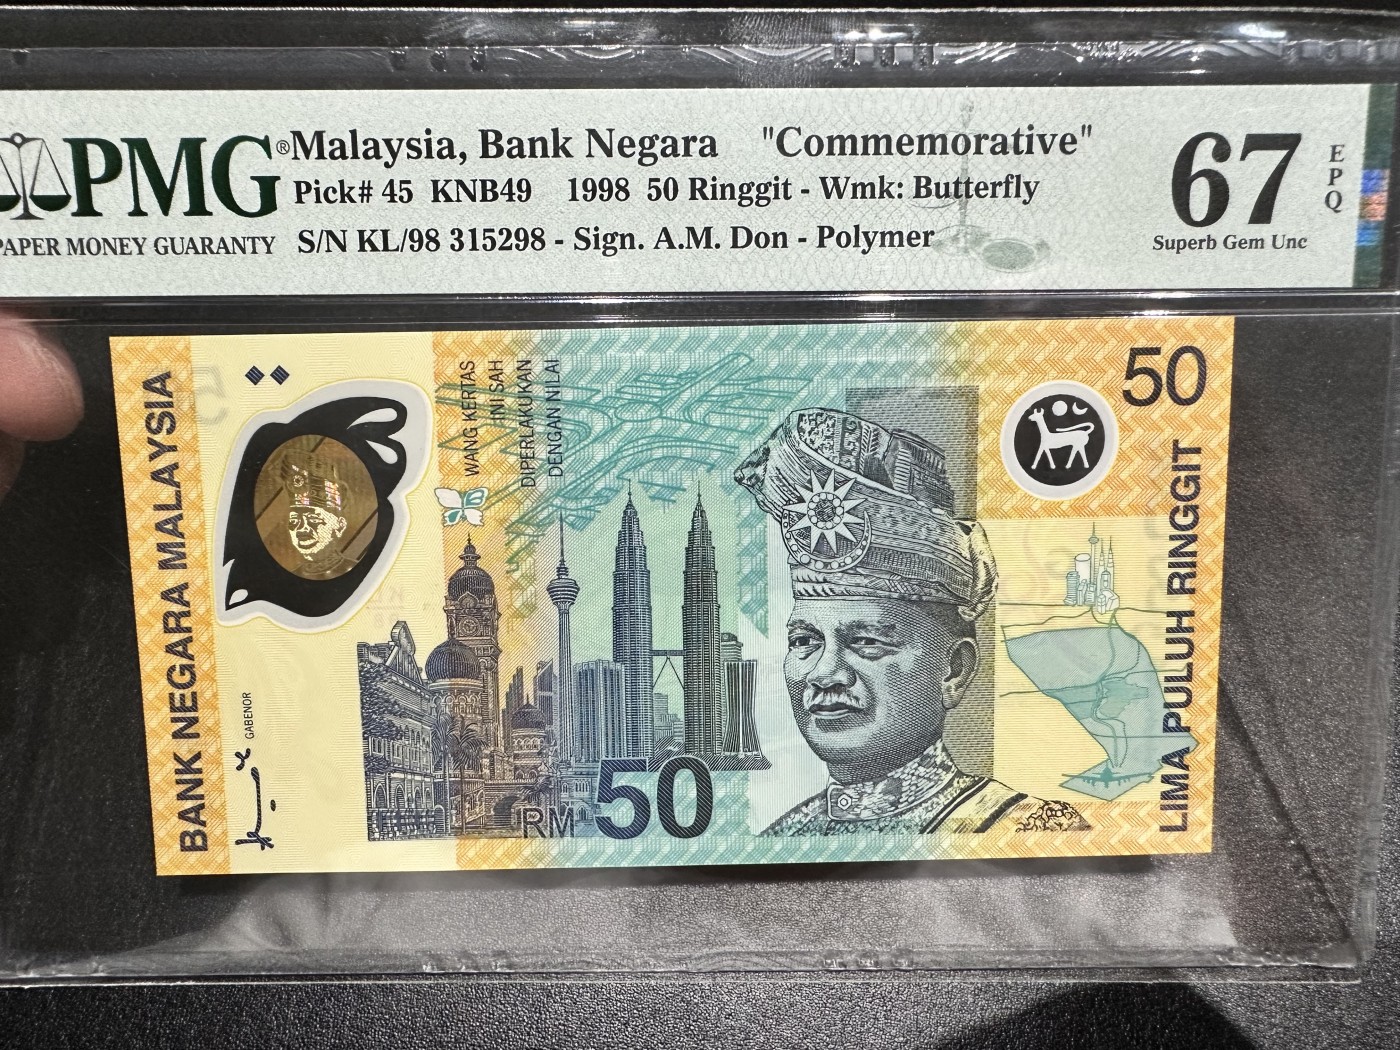 PMG®
PAPER MONEY GUARANTY
Malaysia, Bank Negara "Commemorative"
Pick# 45 KNB49 1998 50 Ringgit - Wmk: Butterfly
S/N KL/98 315298 - Sign. A.M. Don - Polymer
67
EPQ
Superb Gem Unc
BANK NEGARA MALAYSIA
GABENOR
WANG KERTAS
INI SAH
DIPERLAKUKAN
DENGAN NILAI
RM50
50
LIMA PULUH RINGGIT